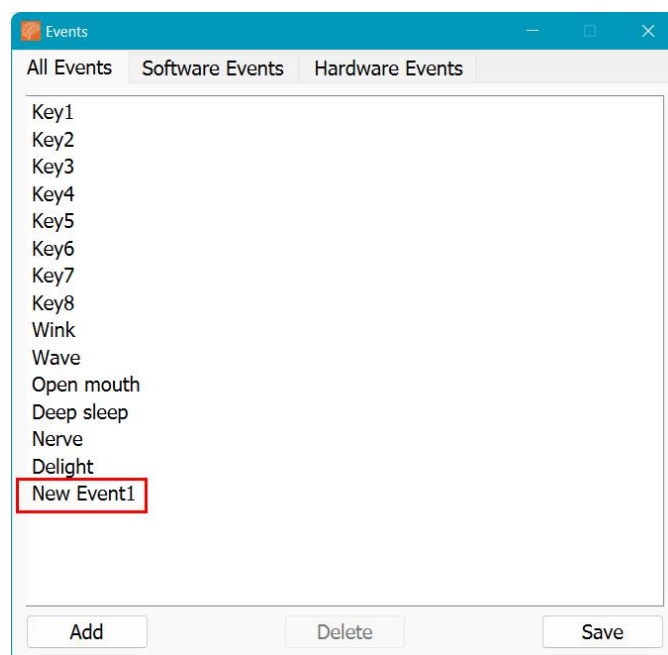 Events
All Events Software Events Hardware Events
Key1
Key2
Key3
Key4
Key5
Key6
Key7
Key8
Wink
Wave
Open mouth
Deep sleep
Nerve
Delight
New Event1
Add Delete Save